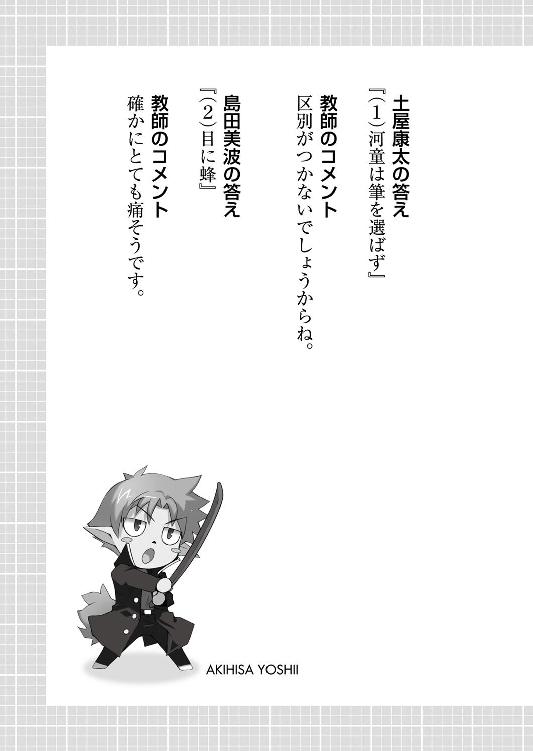 土屋康太の答え
『（1）河童は筆を選ばず』
教師のコメント
区別がつかないでしょうからね。
島田美波の答え
『（2）目に蜂』
教師のコメント
確かにとても痛そうです。
AKIHISA YOSHII